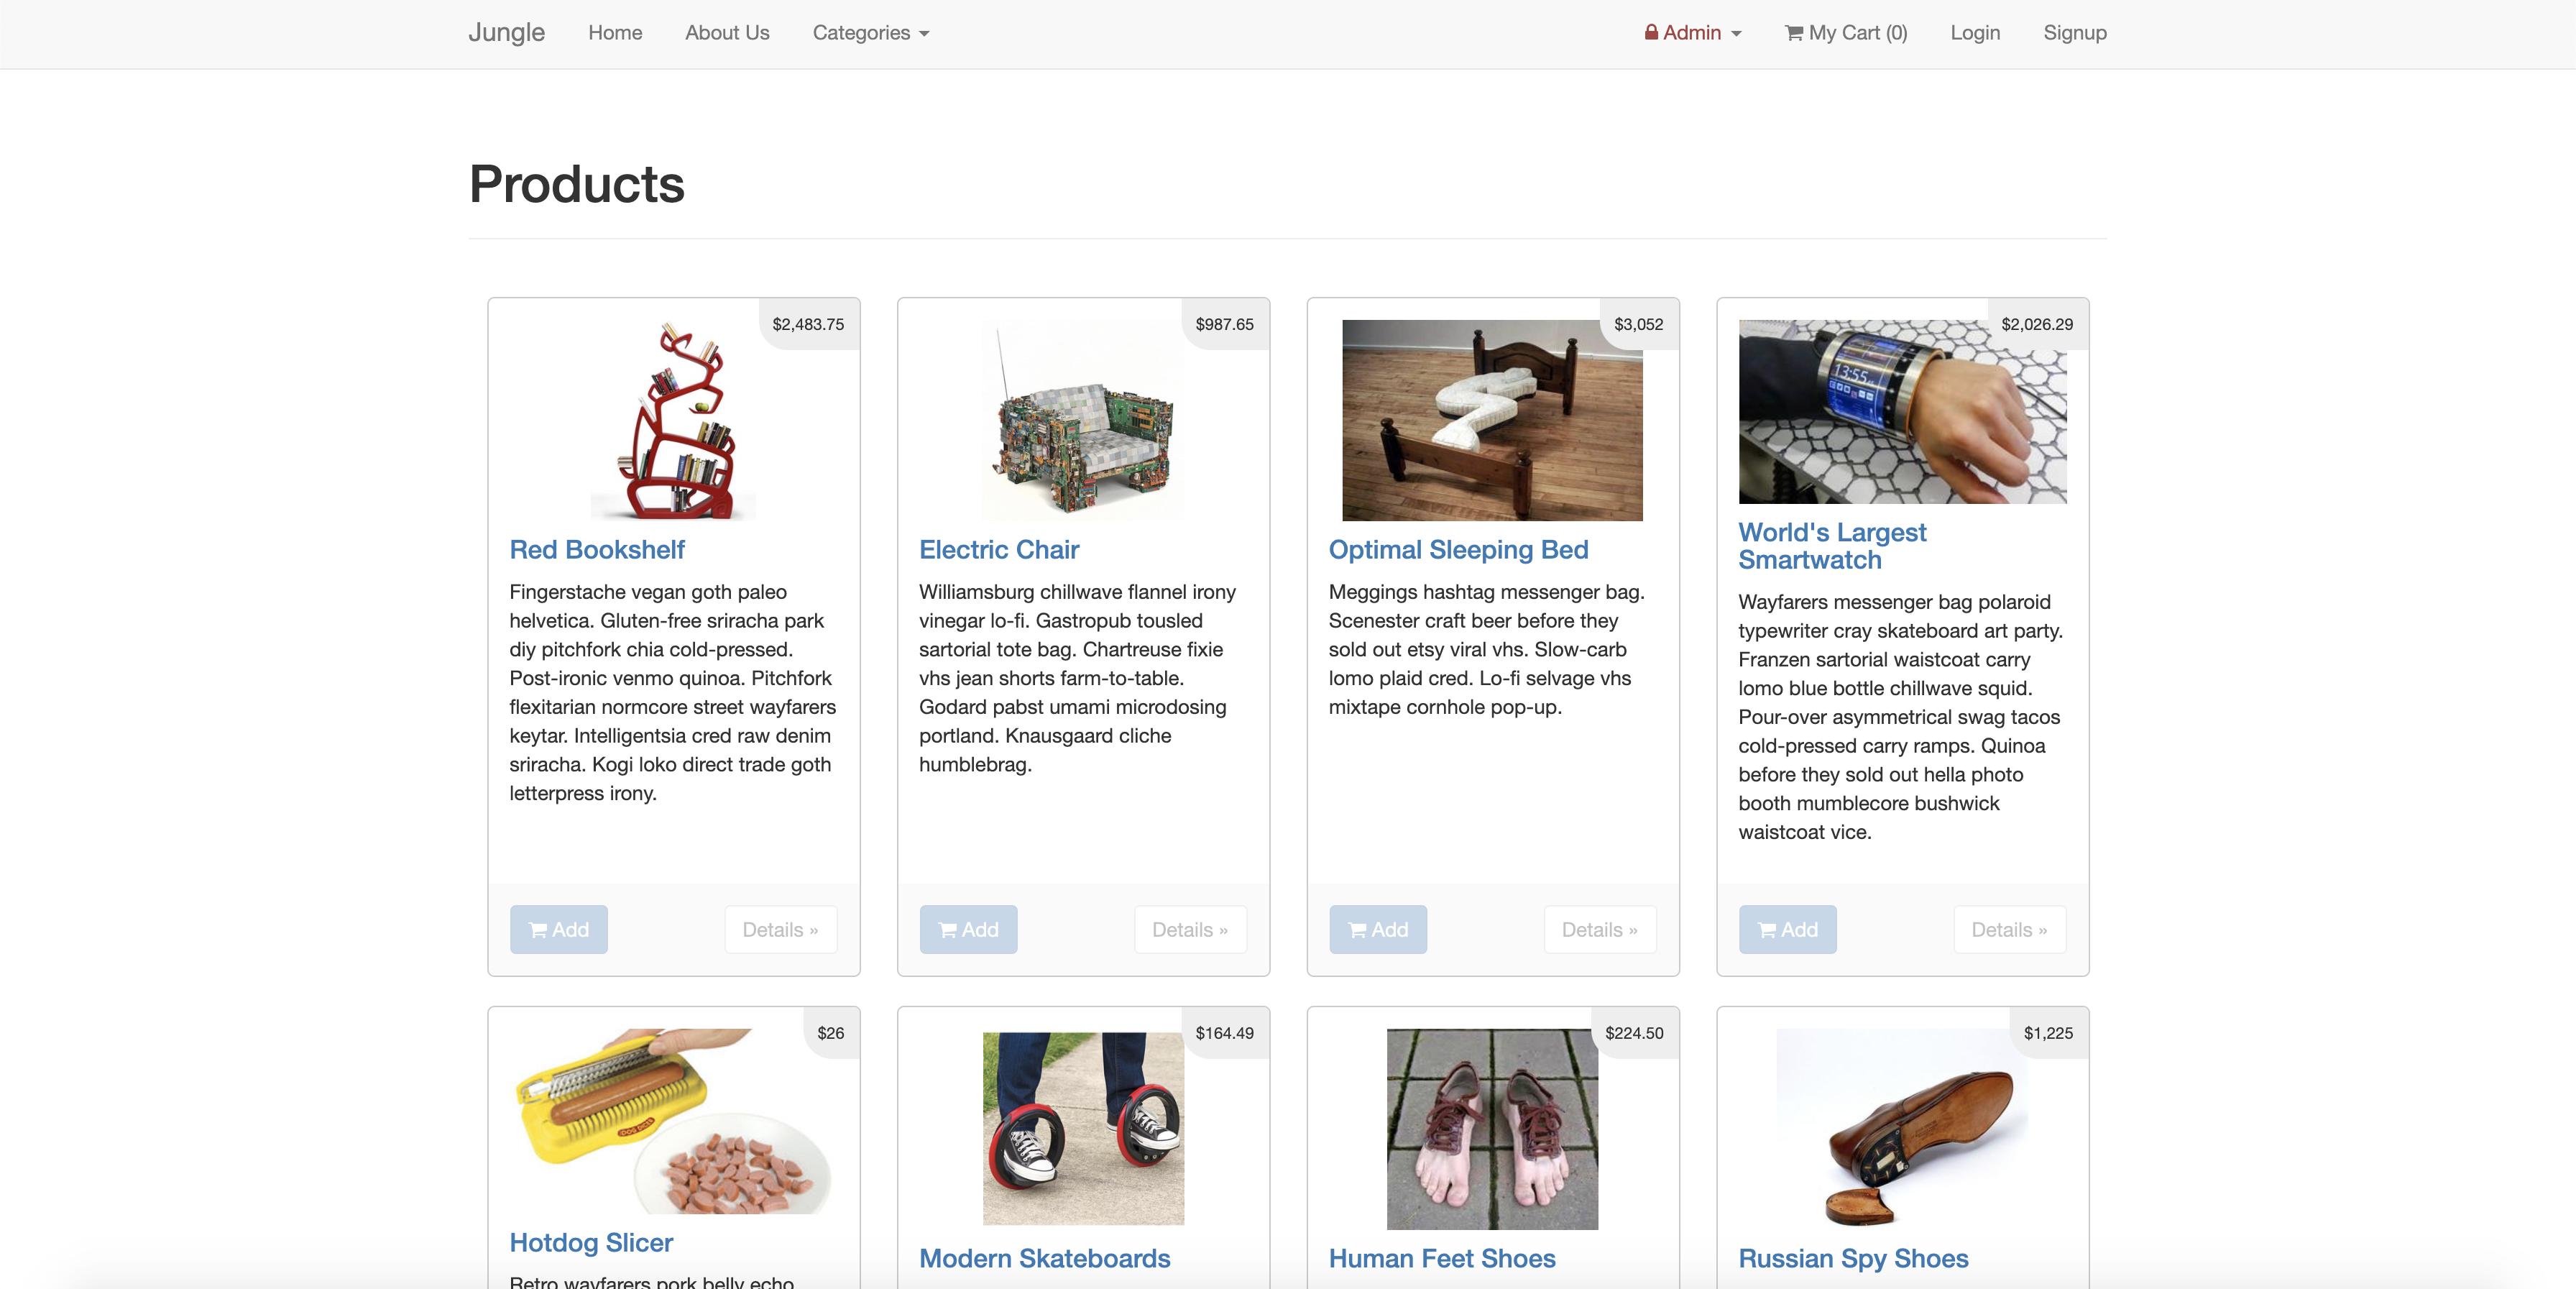 Jungle Home About Us Categories Admin My Cart (0) Login Signup
Products
$2,483.75
Red Bookshelf
Fingerstache vegan goth paleo
helvetica. Gluten-free sriracha park
diy pitchfork chia cold-pressed.
Post-ironic venmo quinoa. Pitchfork
flexitarian normcore street wayfarers
keytar. Intelligentsia cred raw denim
sriracha. Kogi loko direct trade goth
letterpress irony.
Add Details »
$987.65
Electric Chair
Williamsburg chillwave flannel irony
vinegar lo-fi. Gastropub tousled
sartorial tote bag. Chartreuse fixie
vhs jean shorts farm-to-table.
Godard pabst umami microdosing
portland. Knausgaard cliche
humblebrag.
Add Details »
$3,052
Optimal Sleeping Bed
Meggings hashtag messenger bag.
Scenester craft beer before they
sold out etsy viral vhs. Slow-carb
lomo plaid cred. Lo-fi selvage vhs
mixtape cornhole pop-up.
Add Details »
$2,026.29
13:55
World's Largest
Smartwatch
Wayfarers messenger bag polaroid
typewriter cray skateboard art party.
Franzen sartorial waistcoat carry
lomo blue bottle chillwave squid.
Pour-over asymmetrical swag tacos
cold-pressed carry ramps. Quinoa
before they sold out hella photo
booth mumblecore bushwick
waistcoat vice.
Add Details »
$26
Hotdog Slicer
Retro wayfarers pork belly echo
$164.49
Modern Skateboards
$224.50
Human Feet Shoes
$1,225
Russian Spy Shoes